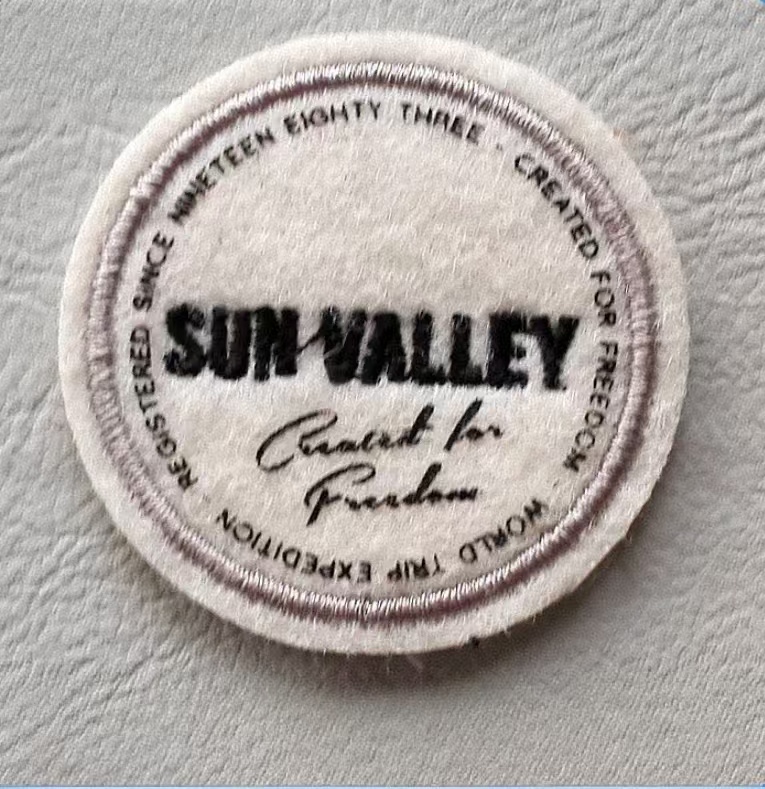 REGISTERED SINCE NINETEEN EIGHTY THREE - CREATED FOR FREEDOM - WORLD TRIP EXPEDITION -
SUN VALLEY
Created for
Freedom